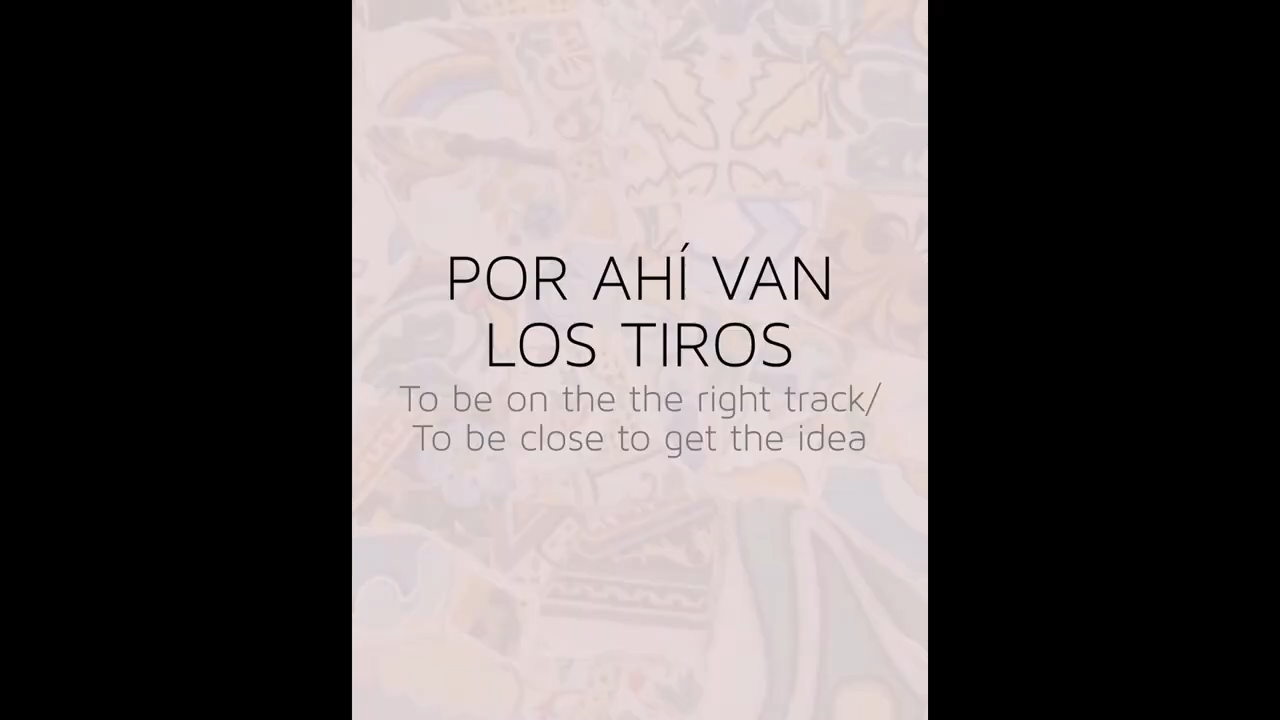 POR AHÍ VAN
LOS TIROS
To be on the the right track/
To be close to get the idea